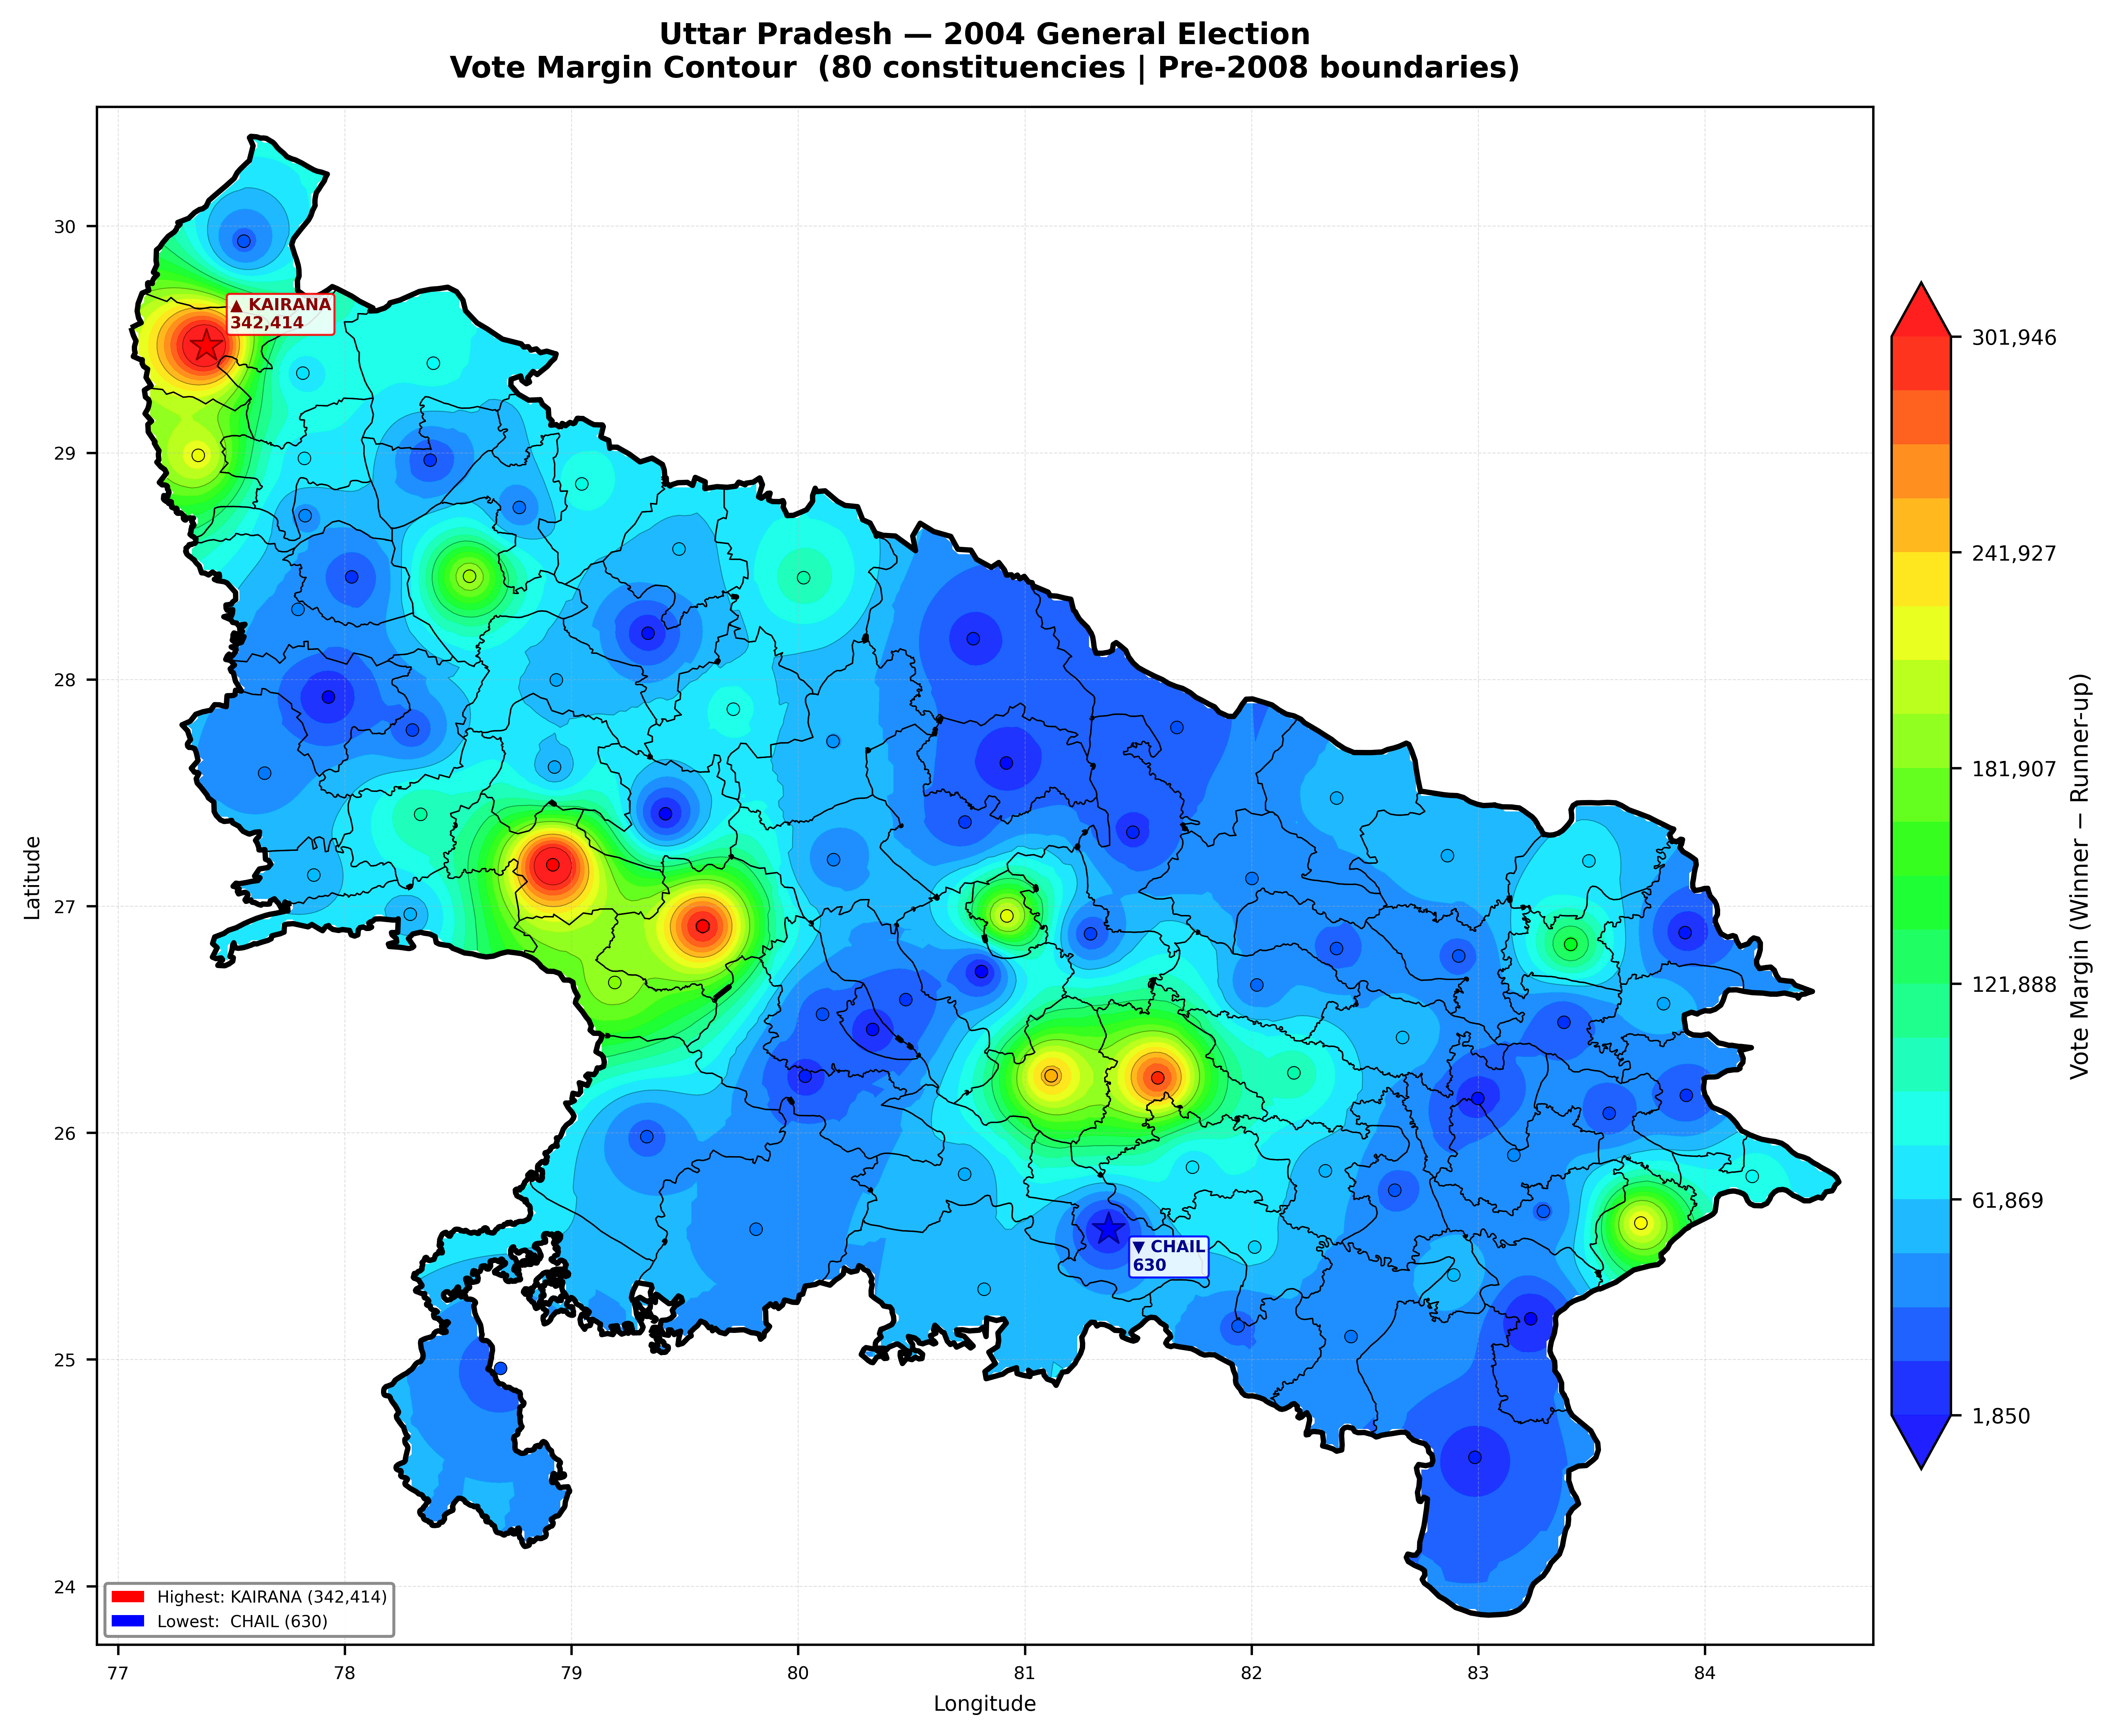 Uttar Pradesh — 2004 General Election
Vote Margin Contour (80 constituencies | Pre-2008 boundaries)
30
29
28
27
26
25
24
Latitude
▲ KAIRANA
342,414
▼ CHAIL
630
Highest: KAIRANA (342,414)
Lowest: CHAIL (630)
77
78
79
80
81
82
83
84
Longitude
301,946
241,927
181,907
121,888
61,869
1,850
Vote Margin (Winner − Runner-up)